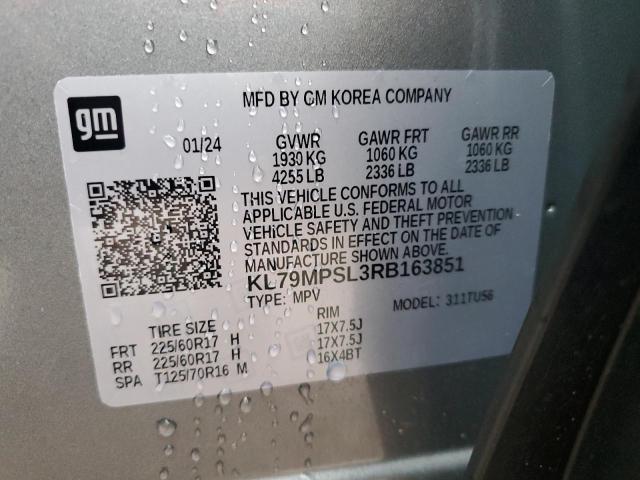 MFD BY GM KOREA COMPANY
gm
01/24 GVWR GAWR FRT GAWR RR
1930 KG 1060 KG 1060 KG
4255 LB 2336 LB 2336 LB
THIS VEHICLE CONFORMS TO ALL
APPLICABLE U.S. FEDERAL MOTOR
VEHICLE SAFETY AND THEFT PREVENTION
STANDARDS IN EFFECT ON THE DATE OF
MANUFACTURE SHOWN ABOVE.
KL79MPSL3RB163851
TYPE: MPV MODEL: 311TU56
TIRE SIZE RIM
FRT 225/60R17 H 17X7.5J
RR 225/60R17 H 17X7.5J
SPA T125/70R16 M 16X4BT